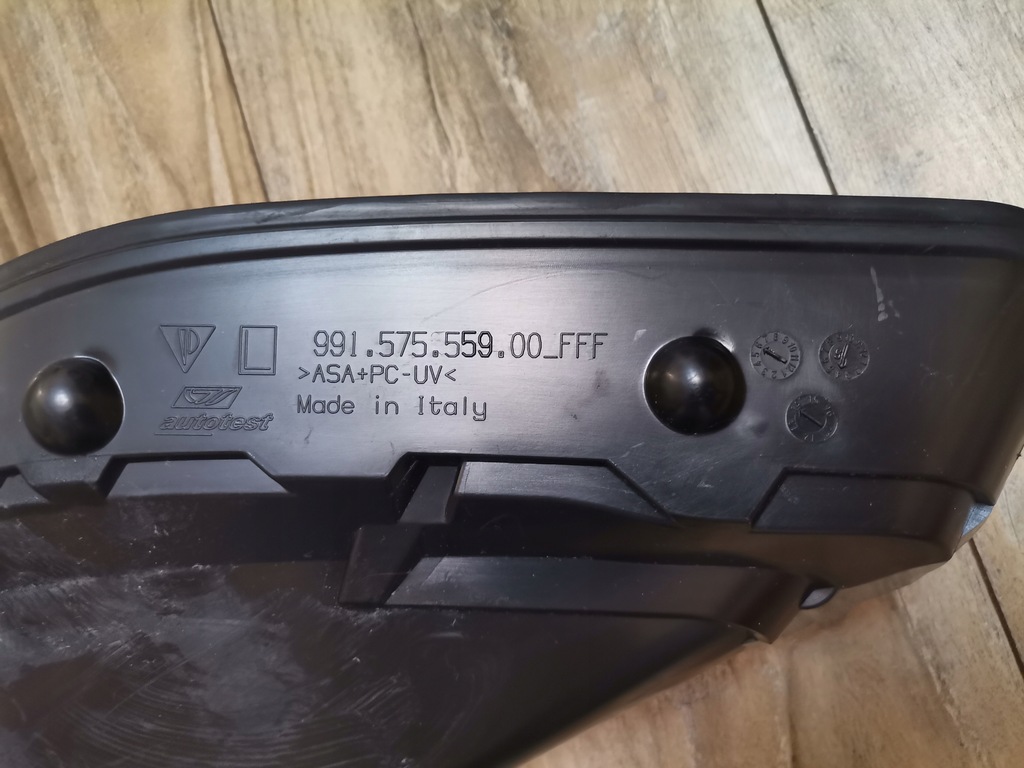 P
L
991.575.559.00_FFF
>ASA+PC-UV<
Made in Italy
autotest